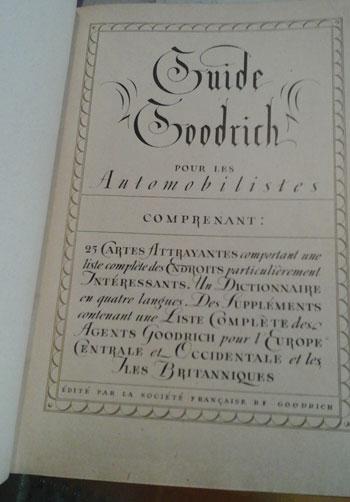 Guide
Goodrich
POUR LES
Automobilistes
COMPRENANT:
25 CARTES ATTRAYANTES comportant une
liste complète des ENDROITS particulièrement
INTÉRESSANTS. Un DICTIONNAIRE
en quatre langues. Des SUPPLÉMENTS
contenant une LISTE COMPLÈTE des
AGENTS GOODRICH pour l'EUROPE
CENTRALE et OCCIDENTALE et les
ILES BRITANNIQUES
ÉDITÉ PAR LA SOCIÉTÉ FRANÇAISE B.F. GOODRICH